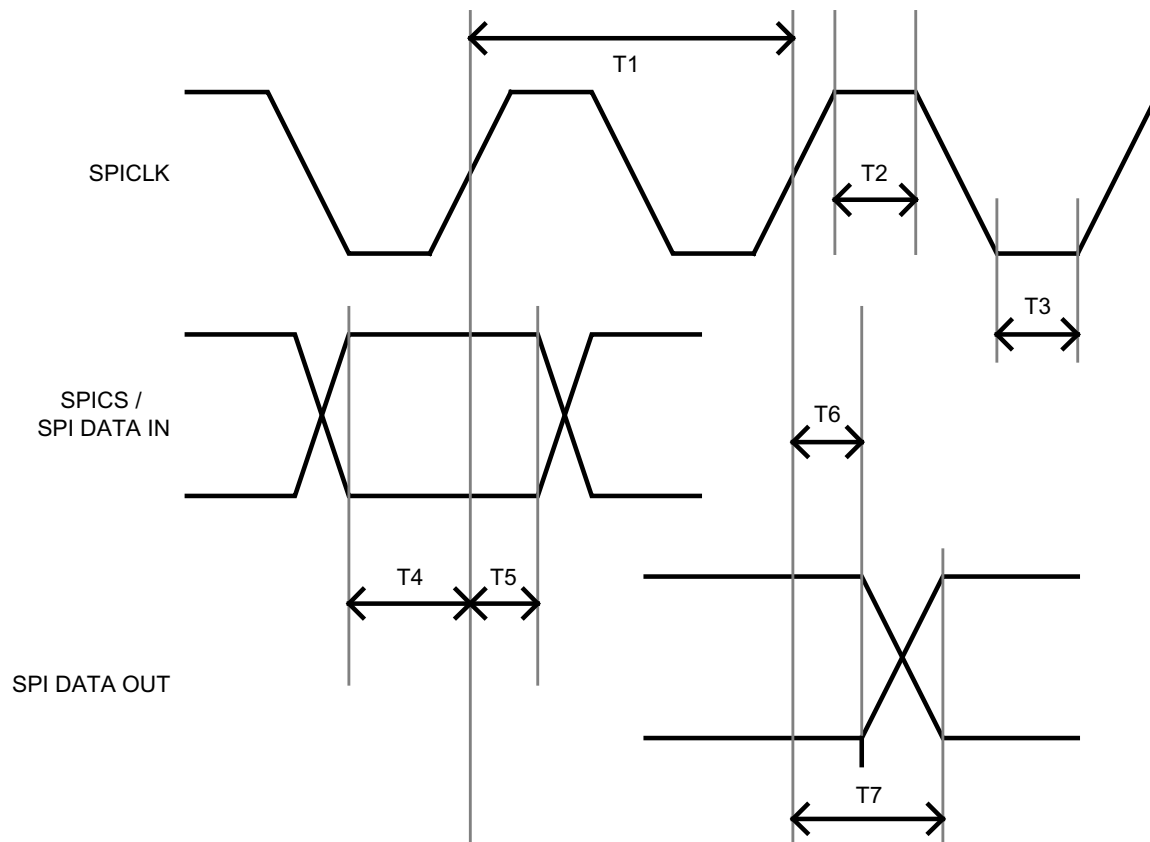 T1
SPICLK
T2
T3
SPICS /
SPI DATA IN
T6
T4
T5
SPI DATA OUT
T7